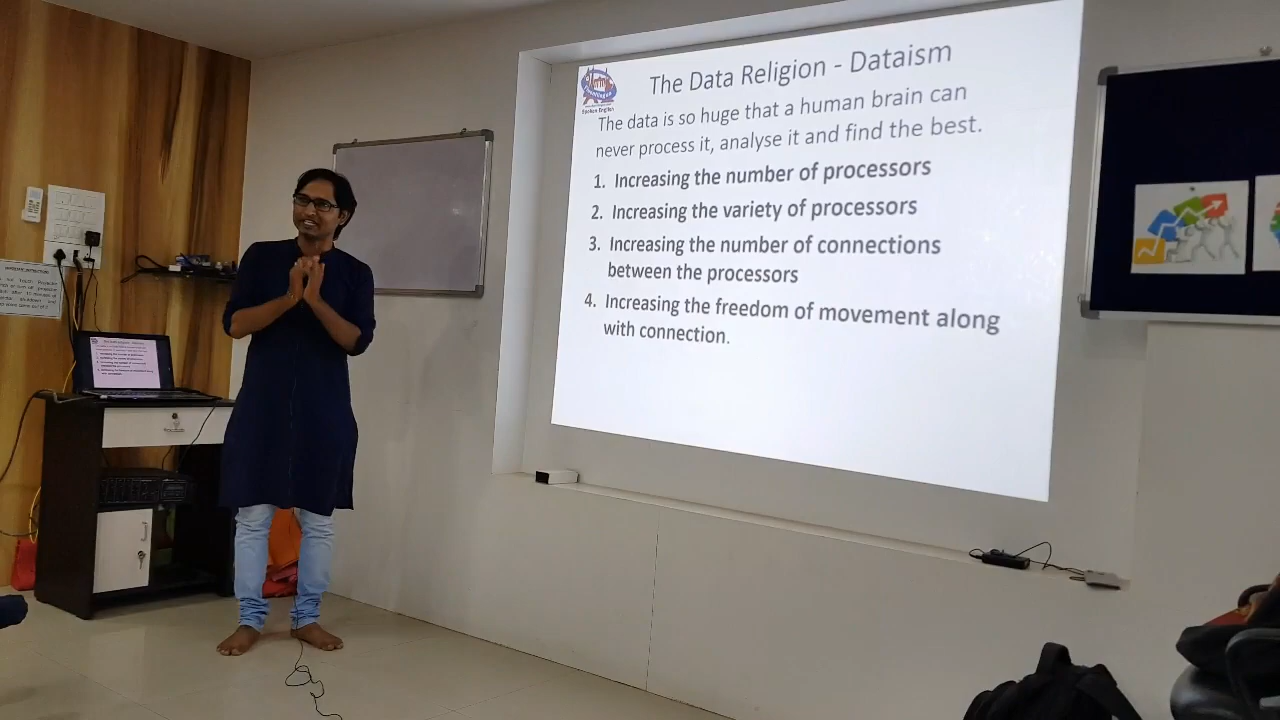 The Data Religion - Dataism
The data is so huge that a human brain can
never process it, analyse it and find the best.
1. Increasing the number of processors
2. Increasing the variety of processors
3. Increasing the number of connections
between the processors
4. Increasing the freedom of movement along
with connection.
Spoken English